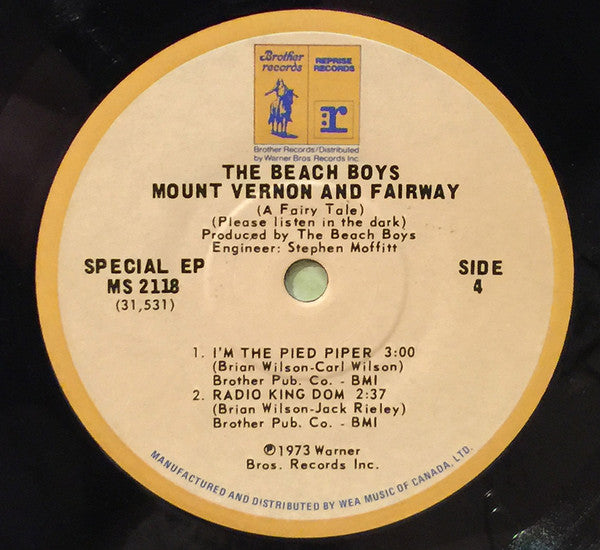 Brother
records
REPRISE
RECORDS
r
Brother Records/Distributed
by Warner Bros. Records Inc
THE BEACH BOYS
MOUNT VERNON AND FAIRWAY
(A Fairy Tale)
(Please listen in the dark)
Produced by The Beach Boys
Engineer: Stephen Moffitt
SPECIAL EP
MS 2118
(31,531)
SIDE
4
1. I'M THE PIED PIPER 3:00
(Brian Wilson-Carl Wilson)
Brother Pub. Co. - BMI
2. RADIO KING DOM 2:37
(Brian Wilson-Jack Rieley)
Brother Pub. Co. - BMI
℗1973 Warner
Bros. Records Inc.
MANUFACTURED AND DISTRIBUTED BY WEA MUSIC OF CANADA, LTD.